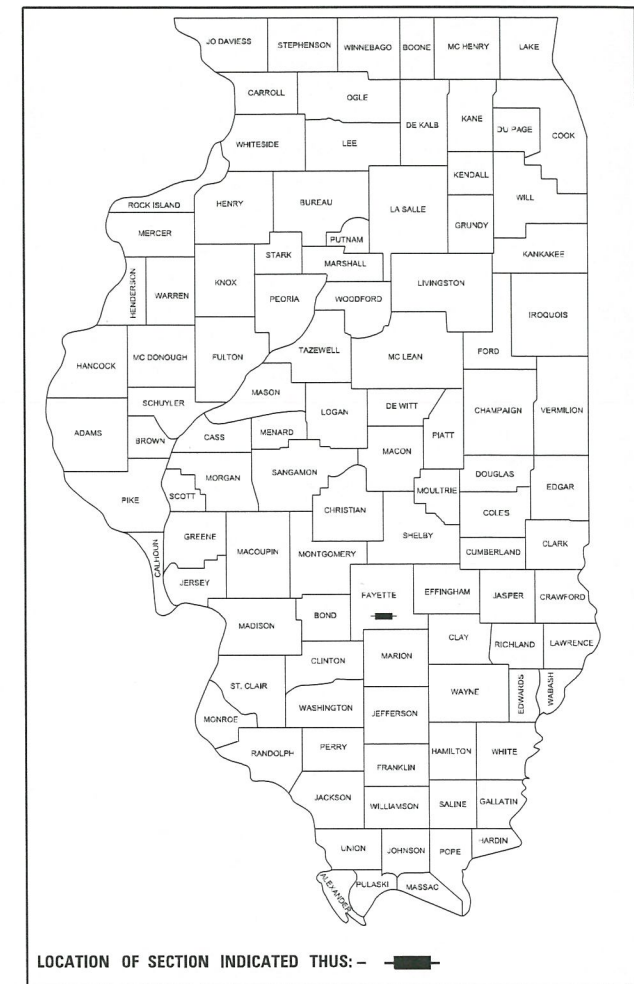 JO DAVIESS STEPHENSON WINNEBAGO BOONE MC HENRY LAKE
CARROLL OGLE DE KALB KANE DU PAGE COOK
WHITESIDE LEE
KENDALL
ROCK ISLAND HENRY BUREAU LA SALLE WILL
MERCER PUTNAM GRUNDY
STARK MARSHALL KANKAKEE
HENDERSON WARREN KNOX PEORIA WOODFORD LIVINGSTON
IROQUOIS
HANCOCK MC DONOUGH FULTON TAZEWELL MC LEAN FORD
MASON
SCHUYLER LOGAN DE WITT CHAMPAIGN VERMILION
ADAMS BROWN CASS MENARD PIATT
MACON
PIKE SCOTT MORGAN SANGAMON MOULTRIE DOUGLAS EDGAR
CHRISTIAN COLES
CALHOUN GREENE MACOUPIN MONTGOMERY SHELBY CUMBERLAND CLARK
JERSEY FAYETTE EFFINGHAM JASPER CRAWFORD
MADISON BOND
MARION CLAY RICHLAND LAWRENCE
CLINTON
ST. CLAIR WAYNE EDWARDS WABASH
MONROE WASHINGTON JEFFERSON
RANDOLPH PERRY HAMILTON WHITE
FRANKLIN
JACKSON WILLIAMSON SALINE GALLATIN
UNION JOHNSON POPE HARDIN
ALEXANDER PULASKI MASSAC
LOCATION OF SECTION INDICATED THUS: –